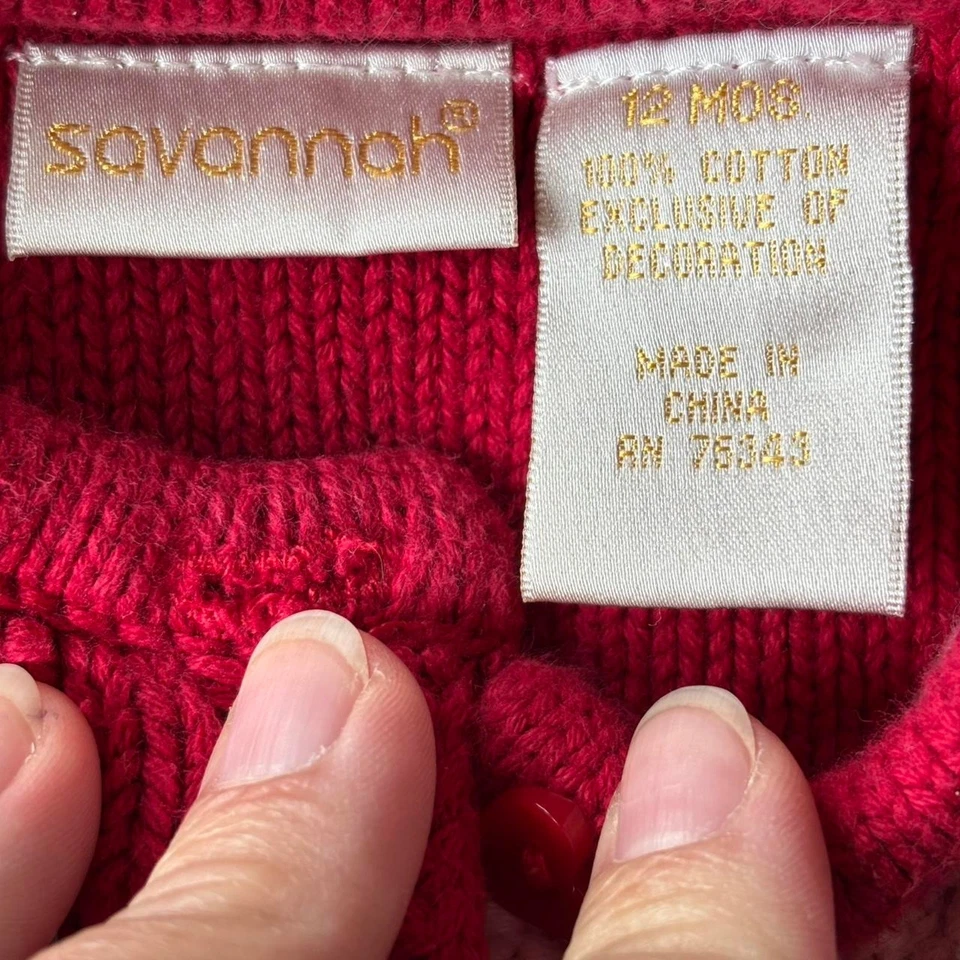 savannah®
12 MOS.
100% COTTON
EXCLUSIVE OF
DECORATION
MADE IN
CHINA
RN 75343